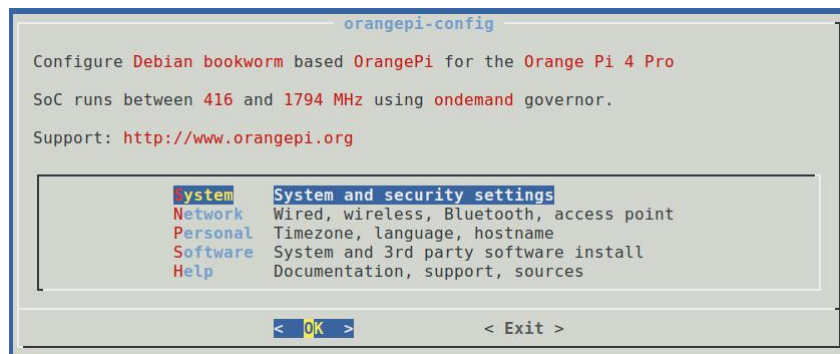 orangepi-config
Configure Debian bookworm based OrangePi for the Orange Pi 4 Pro
SoC runs between 416 and 1794 MHz using ondemand governor.
Support: http://www.orangepi.org
System System and security settings
Network Wired, wireless, Bluetooth, access point
Personal Timezone, language, hostname
Software System and 3rd party software install
Help Documentation, support, sources
< OK > < Exit >